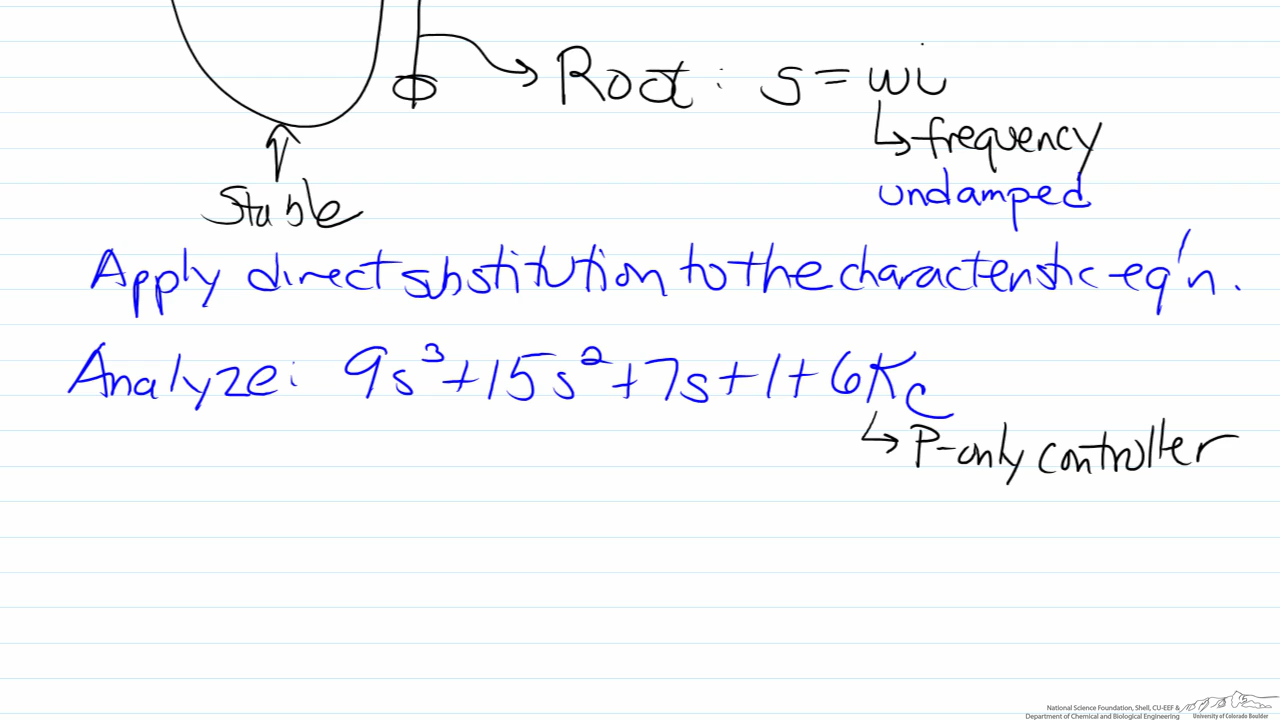 Root: s = ωi
frequency
undamped
Stable
Apply direct substitution to the characteristic eq'n.
Analyze: 9s³+15s²+7s+1+6Kc
P-only controller
National Science Foundation, Shell, CU-EEF &
Department of Chemical and Biological Engineering
University of Colorado Boulder